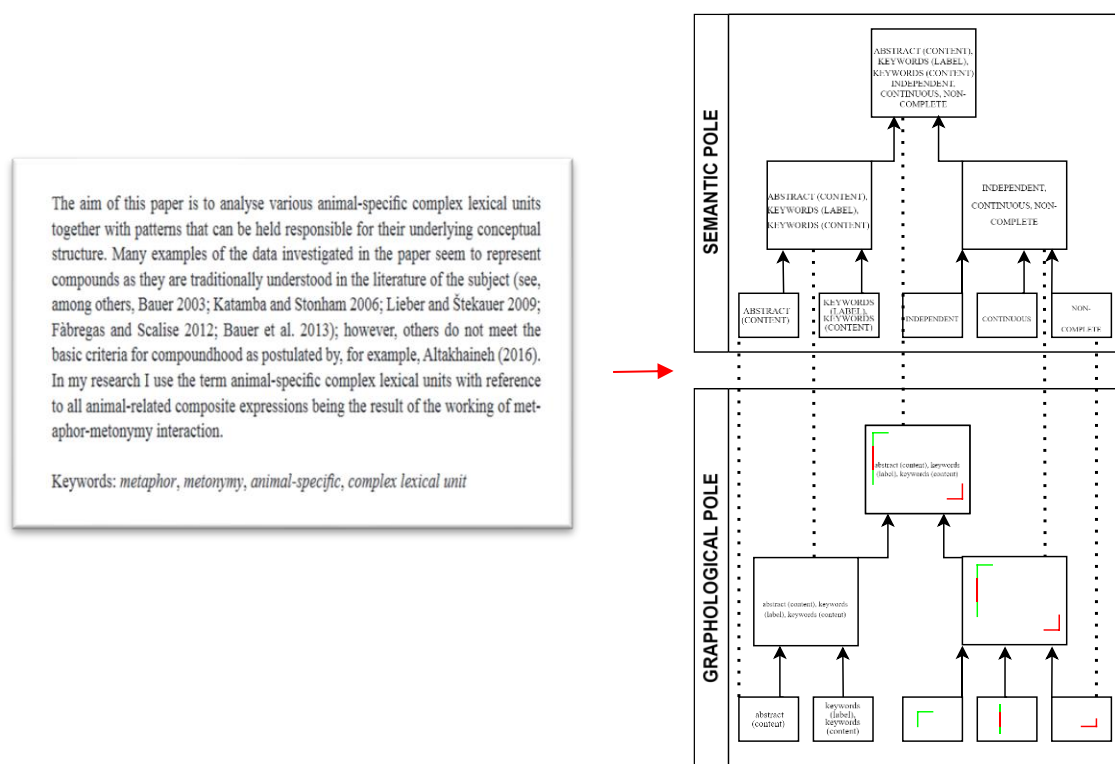 The aim of this paper is to analyse various animal-specific complex lexical units
together with patterns that can be held responsible for their underlying conceptual
structure. Many examples of the data investigated in the paper seem to represent
compounds as they are traditionally understood in the literature of the subject (see,
among others, Bauer 2003; Katamba and Stonham 2006; Lieber and Štekauer 2009;
Fàbregas and Scalise 2012; Bauer et al. 2013); however, others do not meet the
basic criteria for compoundhood as postulated by, for example, Altakhaineh (2016).
In my research I use the term animal-specific complex lexical units with reference
to all animal-related composite expressions being the result of the working of met-
aphor-metonymy interaction.
Keywords: metaphor, metonymy, animal-specific, complex lexical unit
SEMANTIC POLE
ABSTRACT (CONTENT),
KEYWORDS (LABEL),
KEYWORDS (CONTENT)
INDEPENDENT,
CONTINUOUS, NON-
COMPLETE
ABSTRACT (CONTENT),
KEYWORDS (LABEL),
KEYWORDS (CONTENT)
INDEPENDENT,
CONTINUOUS, NON-
COMPLETE
ABSTRACT
(CONTENT)
KEYWORDS
(LABEL),
KEYWORDS
(CONTENT)
INDEPENDENT
CONTINUOUS
NON-
COMPLETE
GRAPHOLOGICAL POLE
abstract (content), keywords
(label), keywords (content)
abstract (content), keywords
(label), keywords (content)
abstract
(content)
keywords
(label),
keywords
(content)